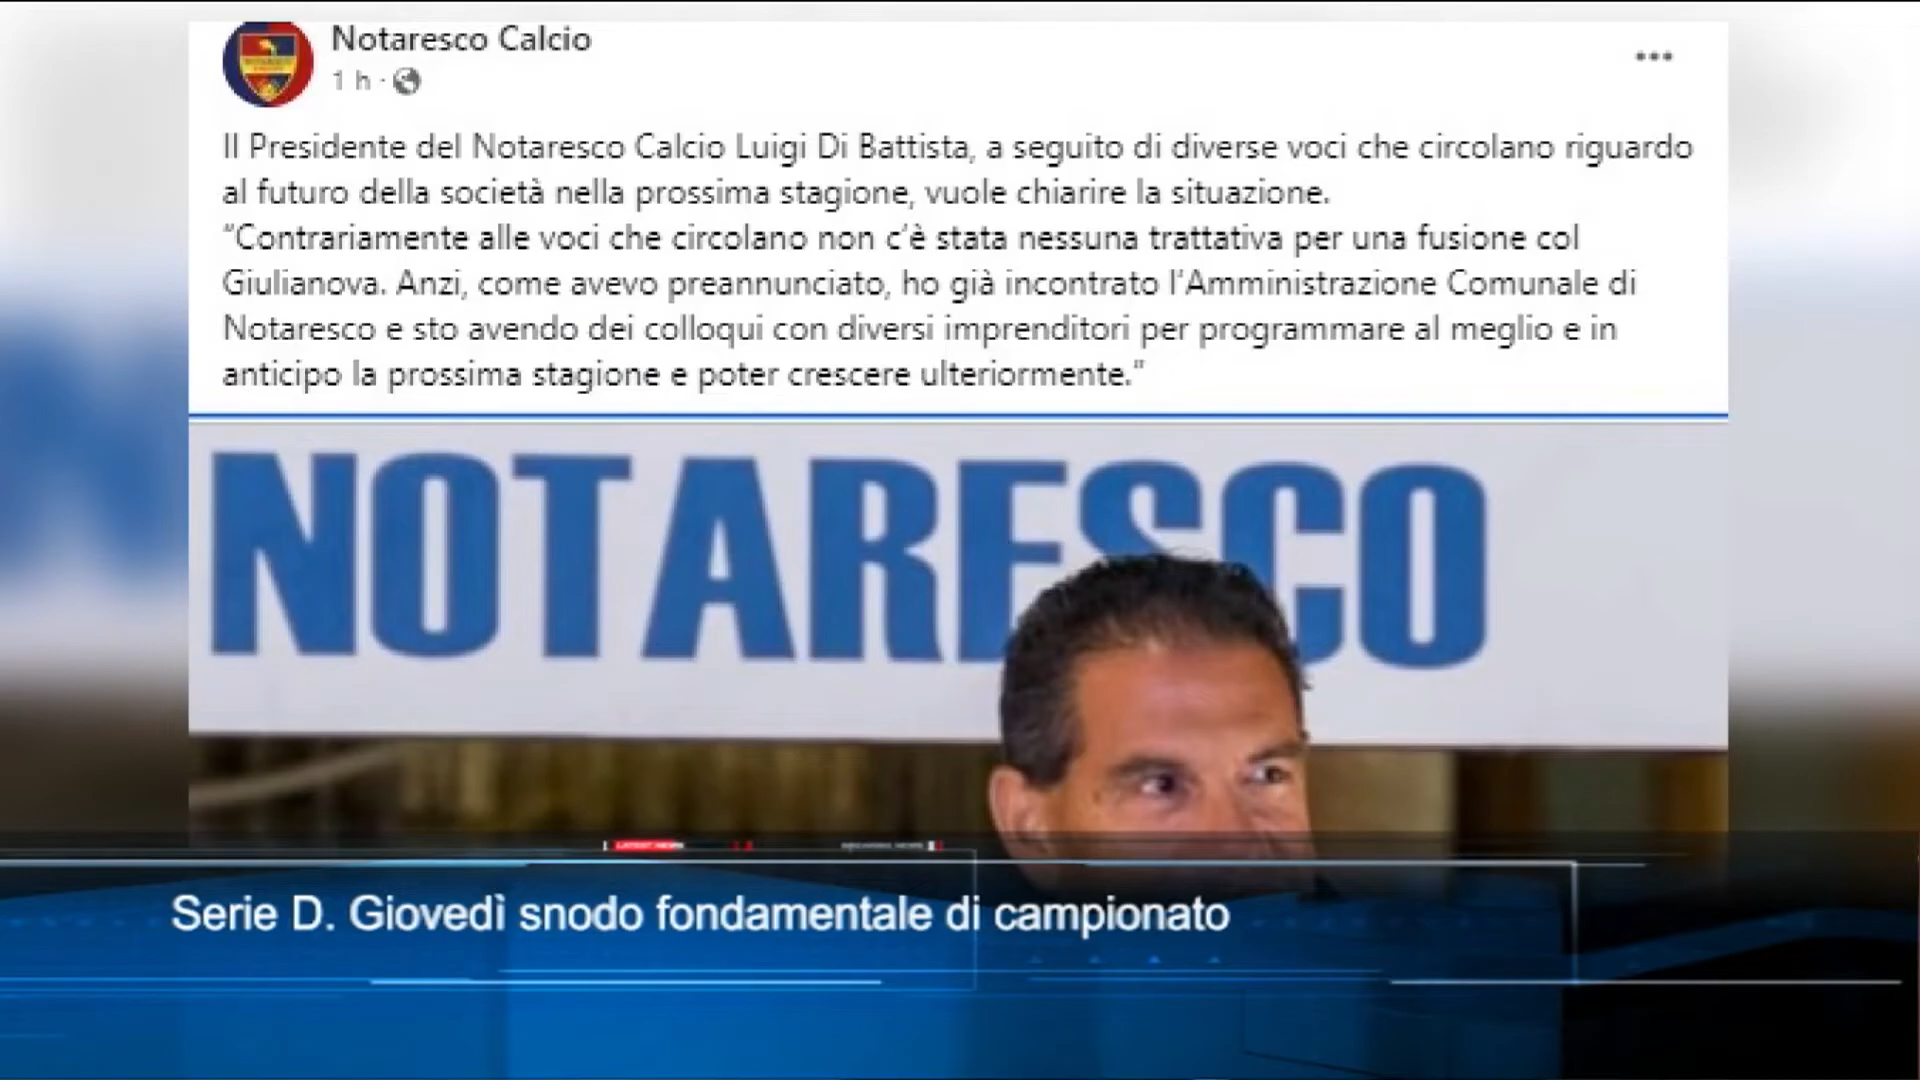 Notaresco Calcio
1 h ·
Il Presidente del Notaresco Calcio Luigi Di Battista, a seguito di diverse voci che circolano riguardo
al futuro della società nella prossima stagione, vuole chiarire la situazione.
“Contrariamente alle voci che circolano non c’è stata nessuna trattativa per una fusione col
Giulianova. Anzi, come avevo preannunciato, ho già incontrato l’Amministrazione Comunale di
Notaresco e sto avendo dei colloqui con diversi imprenditori per programmare al meglio e in
anticipo la prossima stagione e poter crescere ulteriormente.”
NOTARESCO
LATEST NEWS
BREAKING NEWS
Serie D. Giovedì snodo fondamentale di campionato